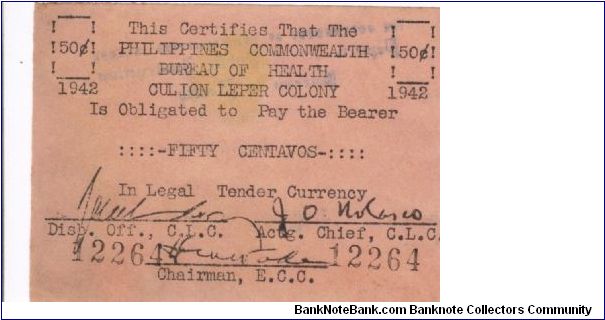 This Certifies That The
!50¢! PHILIPPINES COMMONWEALTH !50¢!
BUREAU OF HEALTH
1942 CULION LEPER COLONY 1942
Is Obligated to Pay the Bearer
::::-FIFTY CENTAVOS-::::
In Legal Tender Currency
Disb. Off., C.L.C. Actg. Chief, C.L.C.
12264 12264
Chairman, E.C.C.
BankNoteBank.com Banknote Collectors Community